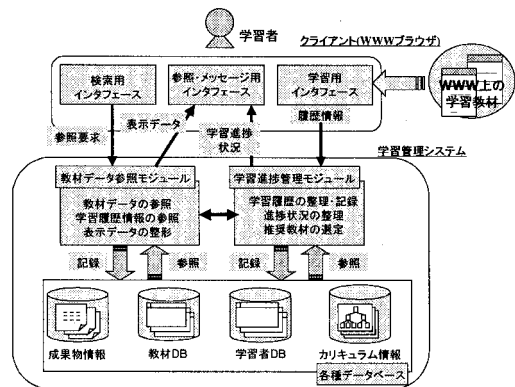 学習者
クライアント(WWWブラウザ)
検索用
インタフェース
参照・メッセージ用
インタフェース
学習用
インタフェース
WWW上の
学習教材
参照要求
表示データ
学習進捗
状況
履歴情報
学習管理システム
教材データ参照モジュール
教材データの参照
学習履歴情報の参照
表示データの整形
学習進捗管理モジュール
学習履歴の整理・記録
進捗状況の整理
推奨教材の選定
記録
参照
記録
参照
成果物情報
教材DB
学習者DB
カリキュラム情報
各種データベース